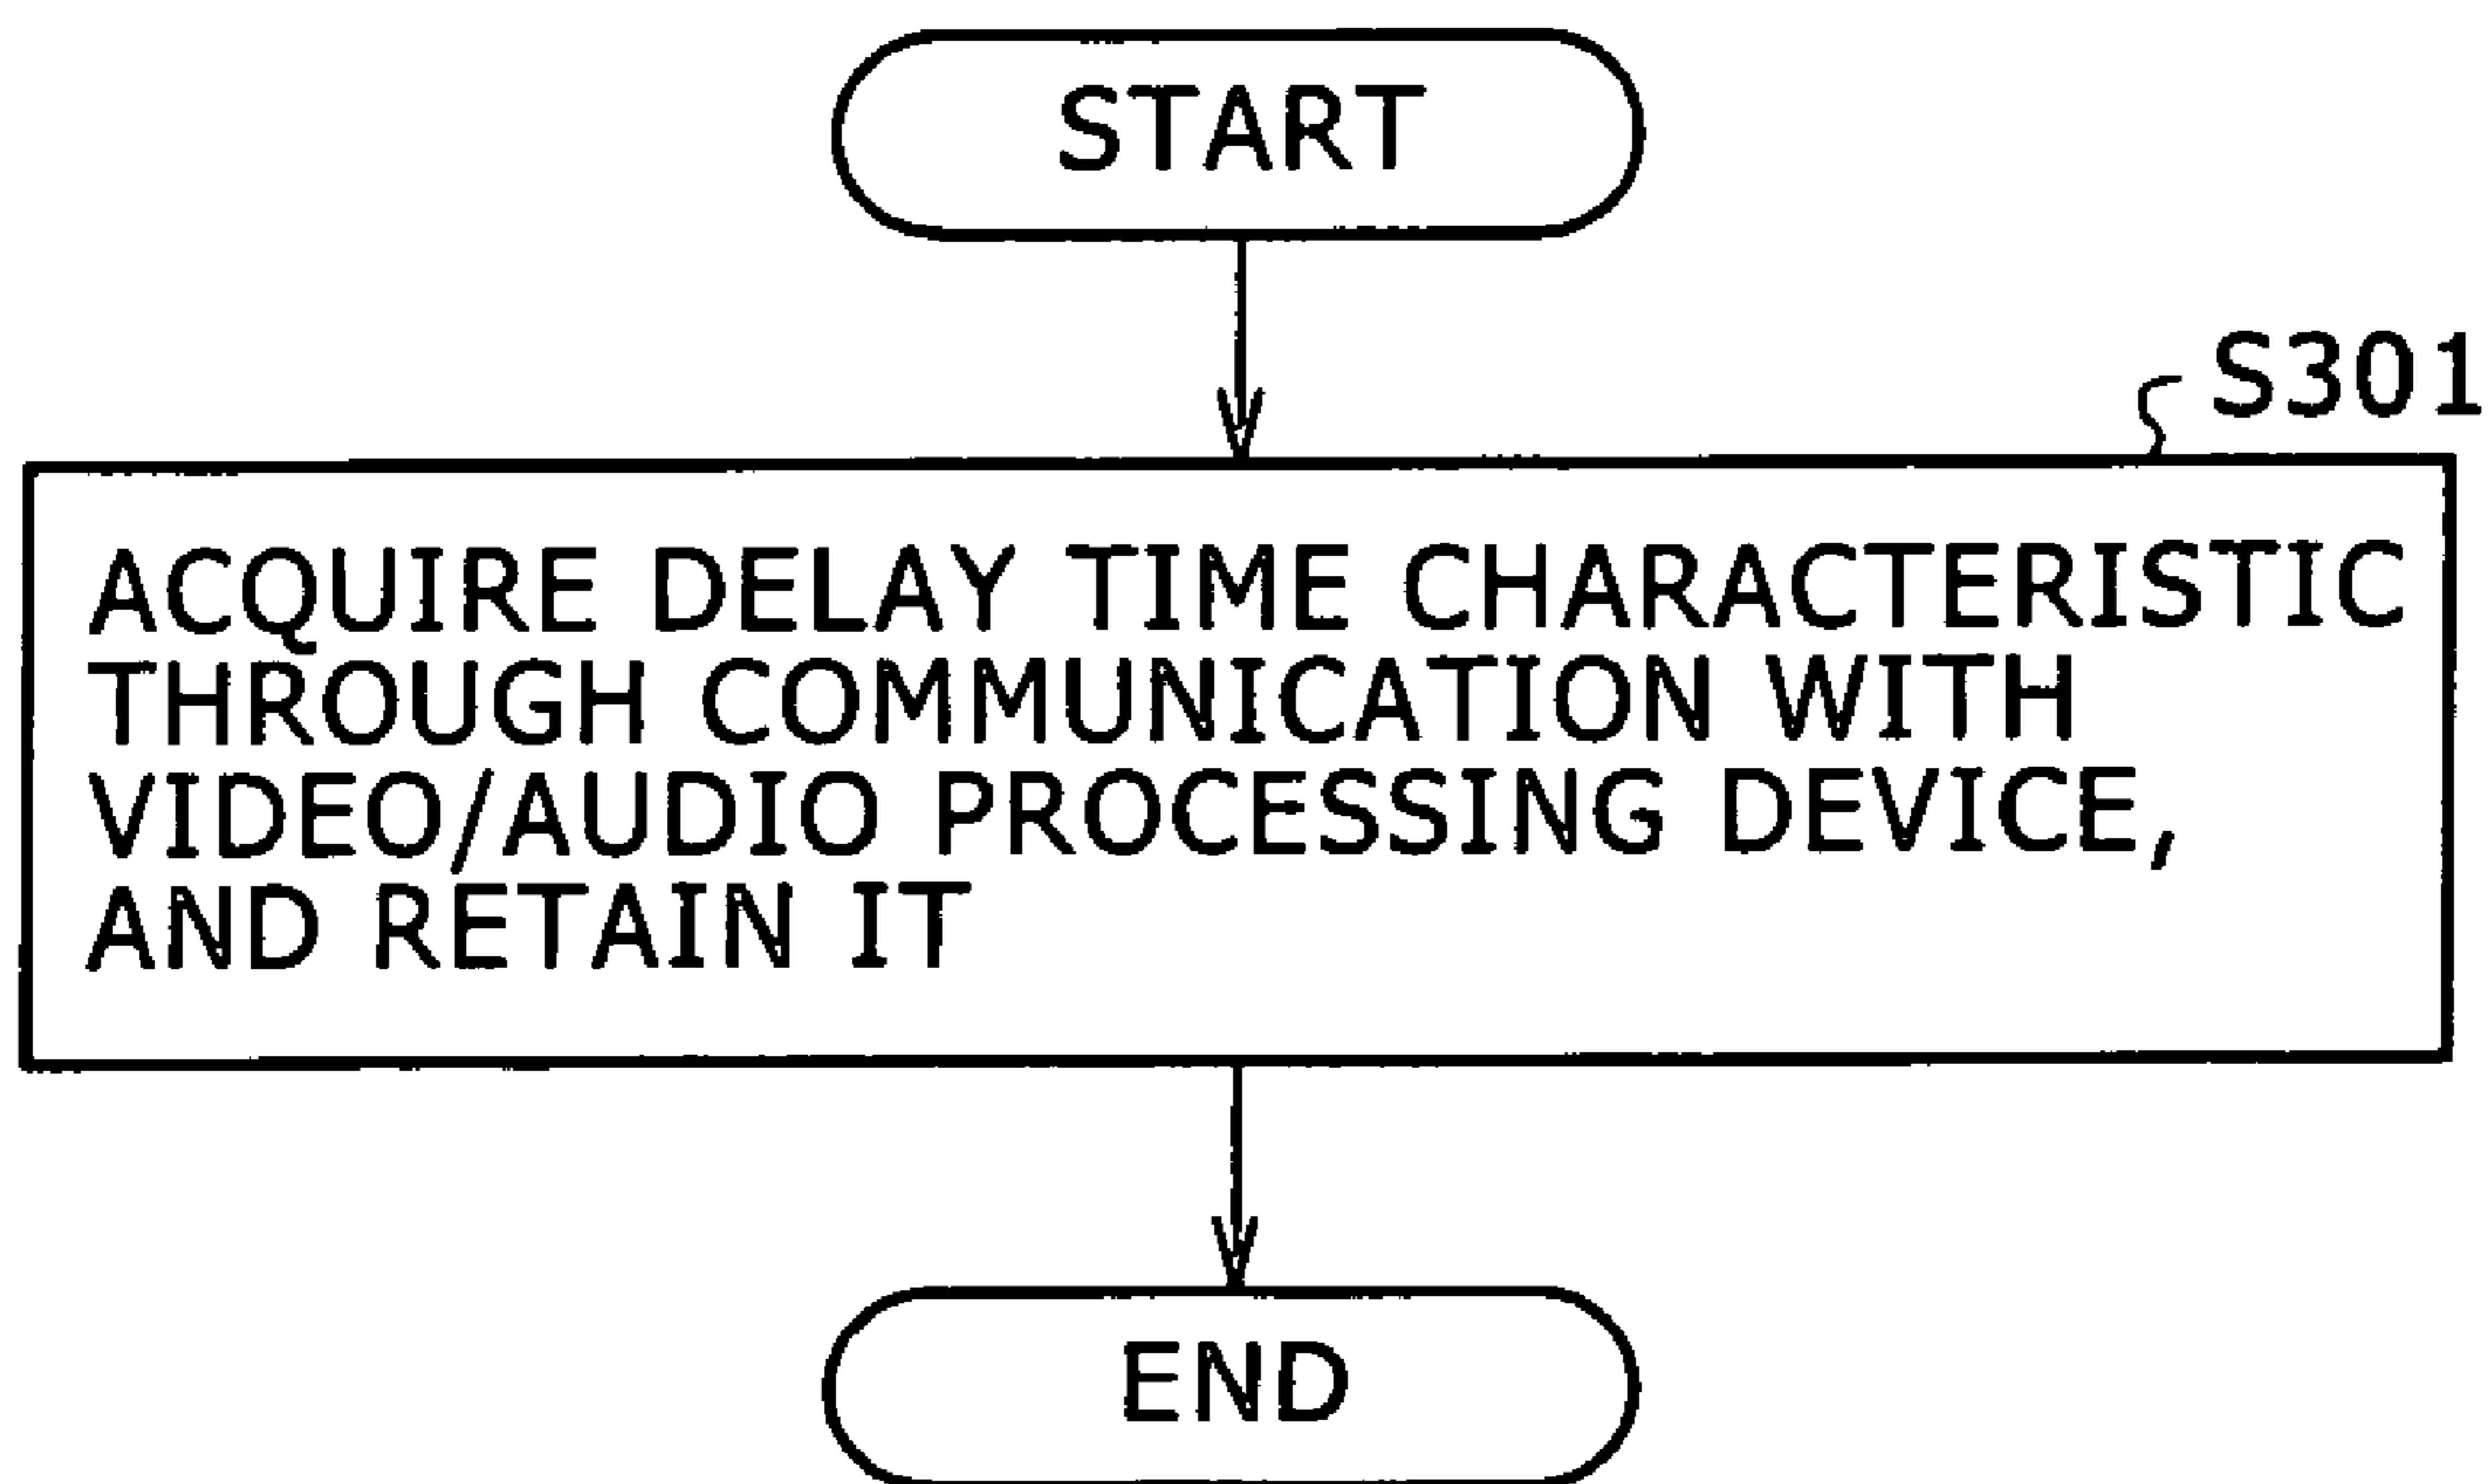 START
S301
ACQUIRE DELAY TIME CHARACTERISTIC
THROUGH COMMUNICATION WITH
VIDEO/AUDIO PROCESSING DEVICE,
AND RETAIN IT
END